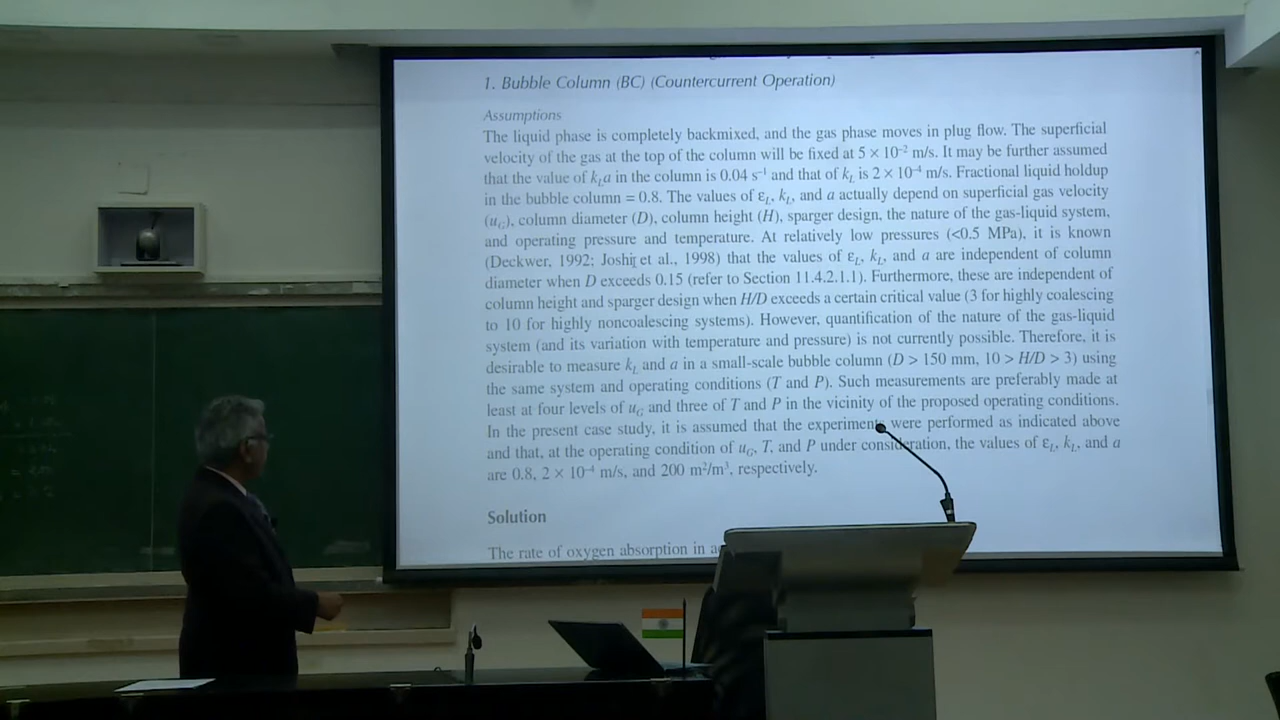 1. Bubble Column (BC) (Countercurrent Operation)
Assumptions
The liquid phase is completely backmixed, and the gas phase moves in plug flow. The superficial
velocity of the gas at the top of the column will be fixed at 5 × 10⁻² m/s. It may be further assumed
that the value of k_L a in the column is 0.04 s⁻¹ and that of k_L is 2 × 10⁻⁴ m/s. Fractional liquid holdup
in the bubble column = 0.8. The values of ε_L, k_L, and a actually depend on superficial gas velocity
(u_G), column diameter (D), column height (H), sparger design, the nature of the gas-liquid system,
and operating pressure and temperature. At relatively low pressures (<0.5 MPa), it is known
(Deckwer, 1992; Joshi et al., 1998) that the values of ε_L, k_L, and a are independent of column
diameter when D exceeds 0.15 (refer to Section 11.4.2.1.1). Furthermore, these are independent of
column height and sparger design when H/D exceeds a certain critical value (3 for highly coalescing
to 10 for highly noncoalescing systems). However, quantification of the nature of the gas-liquid
system (and its variation with temperature and pressure) is not currently possible. Therefore, it is
desirable to measure k_L and a in a small-scale bubble column (D > 150 mm, 10 > H/D > 3) using
the same system and operating conditions (T and P). Such measurements are preferably made at
least at four levels of u_G and three of T and P in the vicinity of the proposed operating conditions.
In the present case study, it is assumed that the experiments were performed as indicated above
and that, at the operating condition of u_G, T, and P under consideration, the values of ε_L, k_L, and a
are 0.8, 2 × 10⁻⁴ m/s, and 200 m²/m³, respectively.
Solution
The rate of oxygen absorption in